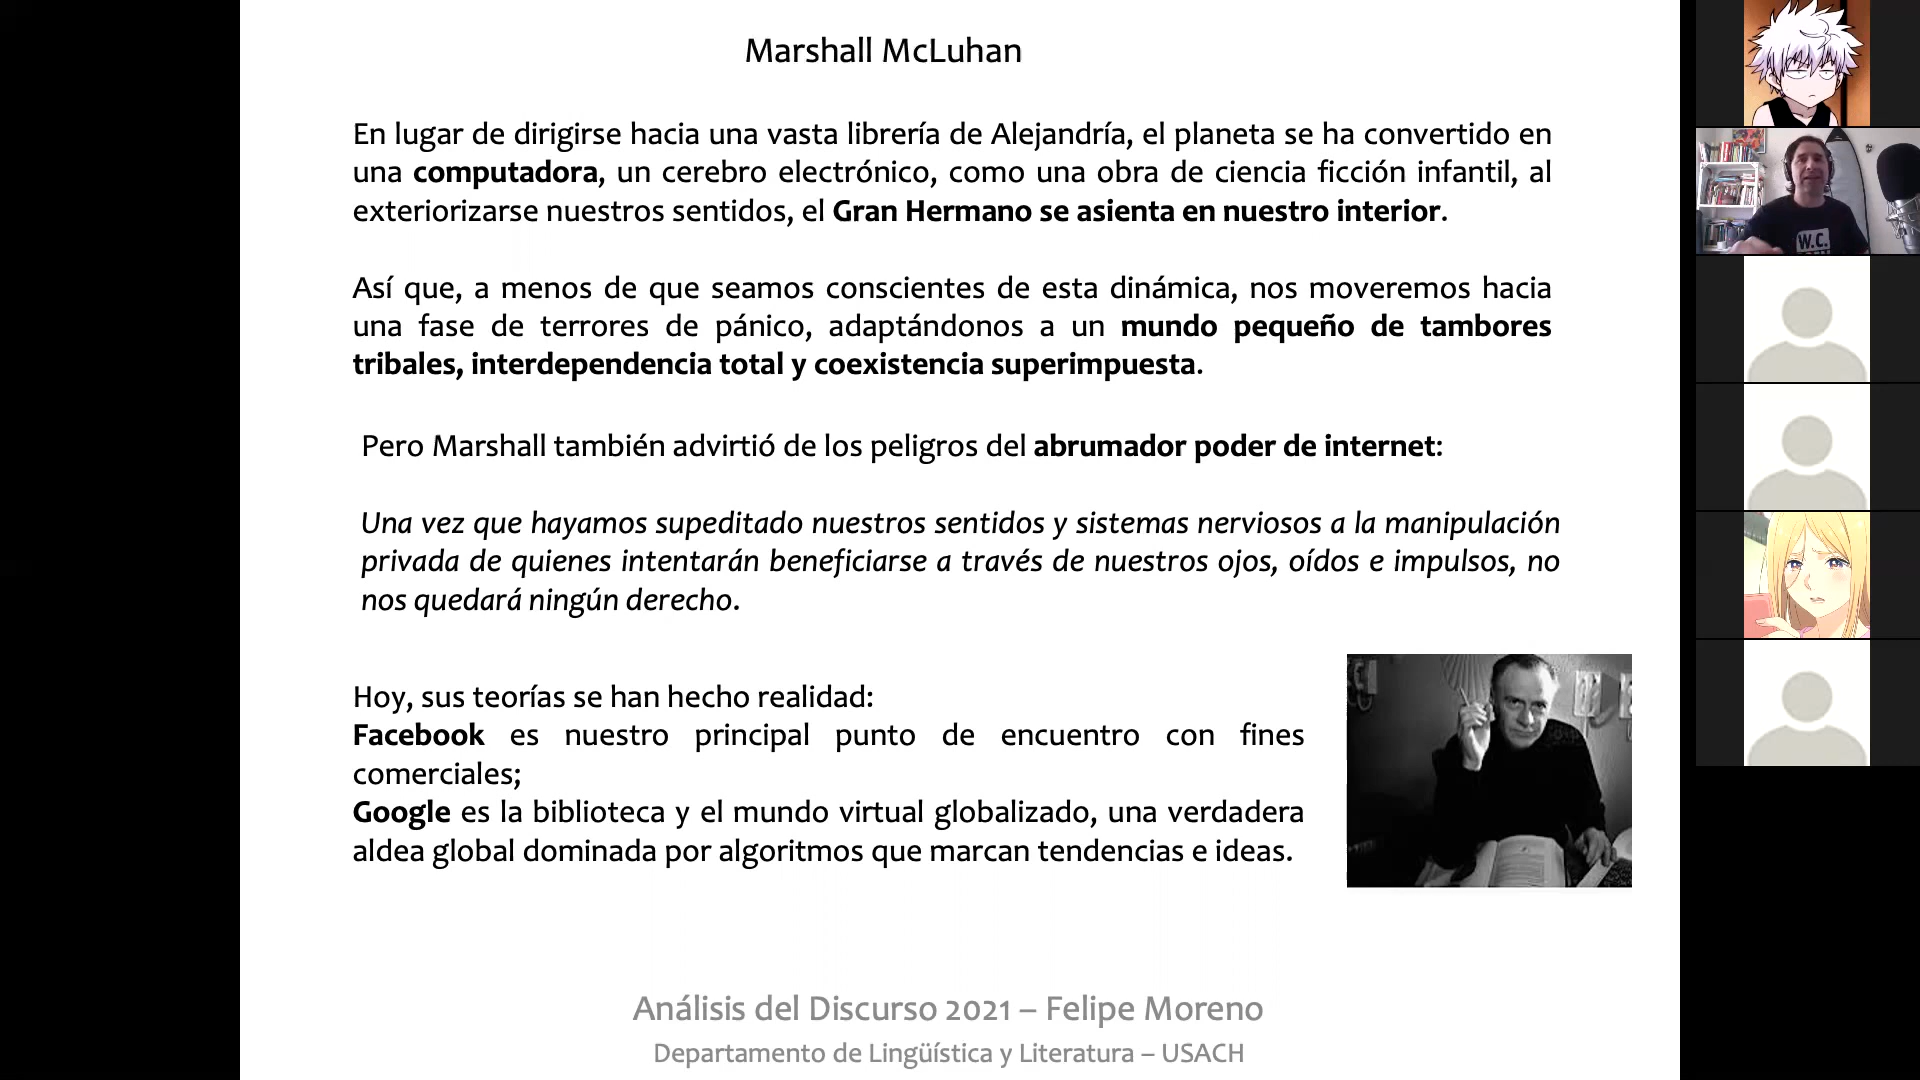 Marshall McLuhan
En lugar de dirigirse hacia una vasta librería de Alejandría, el planeta se ha convertido en
una computadora, un cerebro electrónico, como una obra de ciencia ficción infantil, al
exteriorizarse nuestros sentidos, el Gran Hermano se asienta en nuestro interior.
Así que, a menos de que seamos conscientes de esta dinámica, nos moveremos hacia
una fase de terrores de pánico, adaptándonos a un mundo pequeño de tambores
tribales, interdependencia total y coexistencia superimpuesta.
Pero Marshall también advirtió de los peligros del abrumador poder de internet:
Una vez que hayamos supeditado nuestros sentidos y sistemas nerviosos a la manipulación
privada de quienes intentarán beneficiarse a través de nuestros ojos, oídos e impulsos, no
nos quedará ningún derecho.
Hoy, sus teorías se han hecho realidad:
Facebook es nuestro principal punto de encuentro con fines
comerciales;
Google es la biblioteca y el mundo virtual globalizado, una verdadera
aldea global dominada por algoritmos que marcan tendencias e ideas.
Análisis del Discurso 2021 – Felipe Moreno
Departamento de Lingüística y Literatura – USACH
W.C.